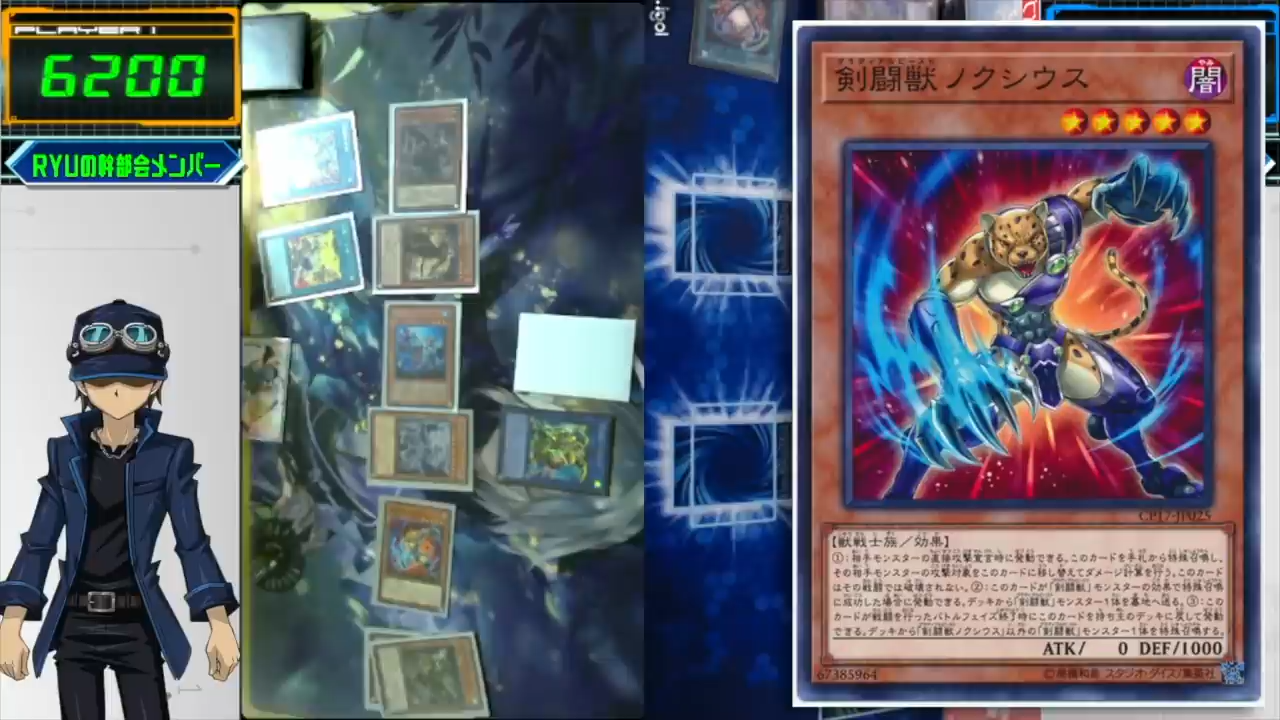 PLAYER 1
6200
RYUの幹部会メンバー
剣闘獣ノクシウス
グラディアルビースト
闇
やみ
CP17-JP025
【獣戦士族／効果】
①：相手モンスターの直接攻撃宣言時に発動できる。このカードを手札から特殊召喚し、
その相手モンスターの攻撃対象をこのカードに移し替えてダメージ計算を行う。このカード
はその戦闘では破壊されない。②：このカードが「剣闘獣」モンスターの効果で特殊召喚
に成功した場合に発動できる。デッキから「剣闘獣」モンスター1体を墓地へ送る。③：この
カードが戦闘を行ったバトルフェイズ終了時にこのカードを持ち主のデッキに戻して発動
できる。デッキから「剣闘獣ノクシウス」以外の「剣闘獣」モンスター1体を特殊召喚する。
ATK/ 0 DEF/1000
67385964
©高橋和希 スタジオ・ダイス/集英社